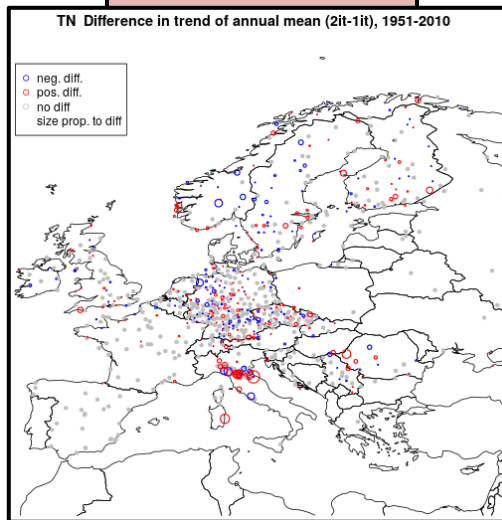 TN Difference in trend of annual mean (2it-1it), 1951-2010
neg. diff.
pos. diff.
no diff
size prop. to diff